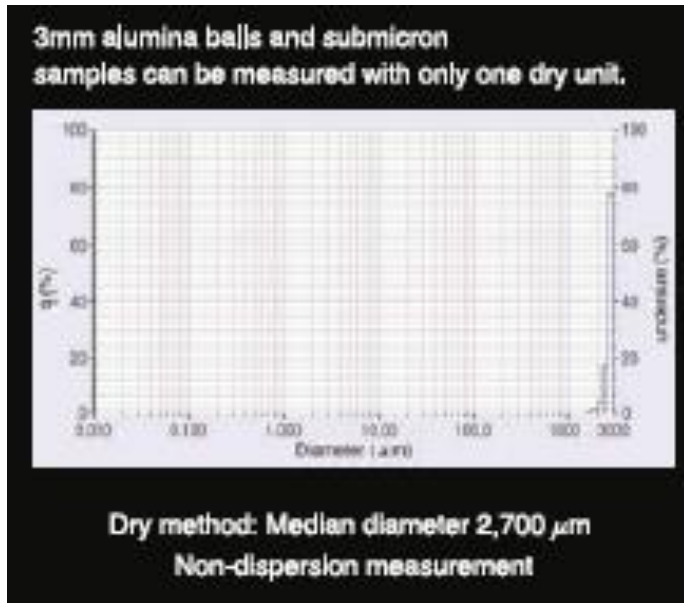 3mm alumina balls and submicron
samples can be measured with only one dry unit.
100
80
60
40
20
0
q (%)
100
80
60
40
20
0
undersize (%)
0.100
1.000
10.00
100.0
1000
3000
Diameter (μm)
Dry method: Median diameter 2,700 μm
Non-dispersion measurement